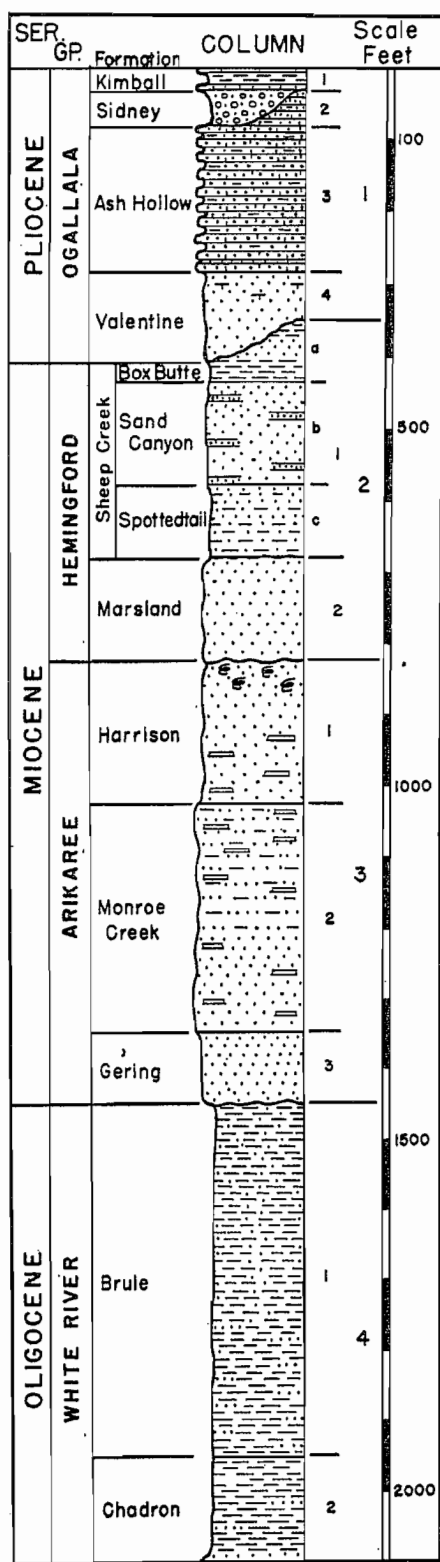 SER.
GP.
Formation
COLUMN
Scale
Feet
PLIOCENE
OGALLALA
Kimball
1
Sidney
2
100
Ash Hollow
3
1
Valentine
4
a
MIOCENE
HEMINGFORD
Sheep Creek
Box Butte
Sand
Canyon
b
500
1
2
Spottedtail
c
Marsland
2
ARIKAREE
Harrison
1
1000
3
Monroe
Creek
2
Gering
3
OLIGOCENE
WHITE RIVER
1500
Brule
1
4
Chadron
2
2000